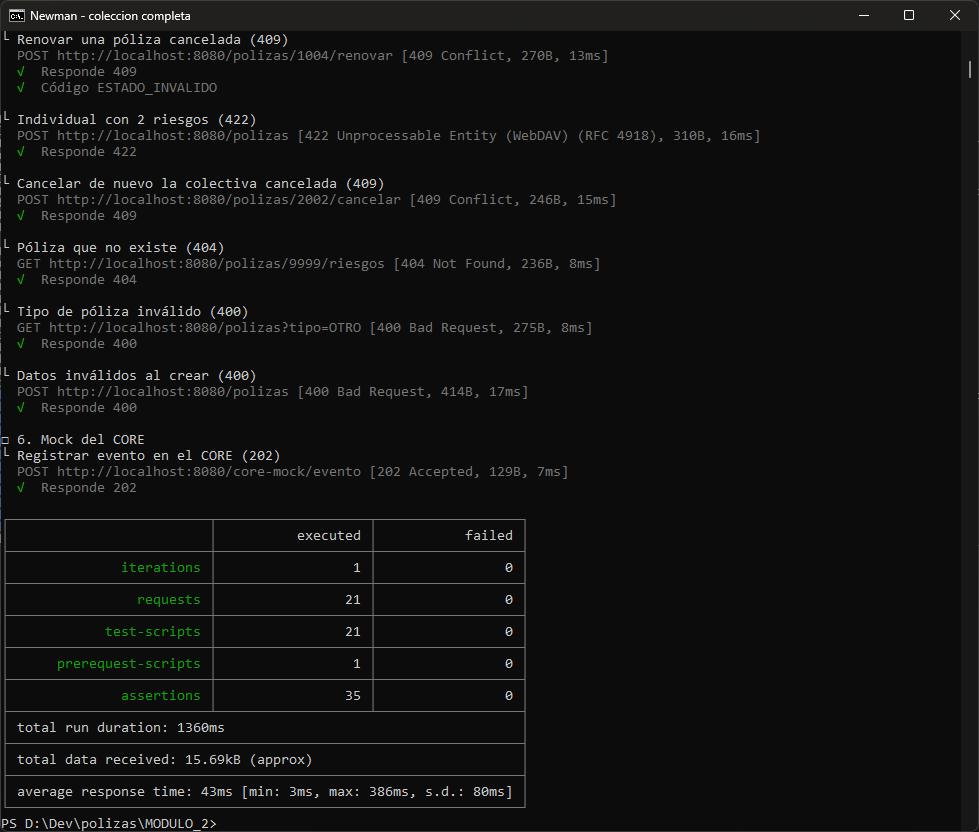 Newman - coleccion completa
└ Renovar una póliza cancelada (409)
POST http://localhost:8080/polizas/1004/renovar [409 Conflict, 270B, 13ms]
√ Responde 409
√ Código ESTADO_INVALIDO
└ Individual con 2 riesgos (422)
POST http://localhost:8080/polizas [422 Unprocessable Entity (WebDAV) (RFC 4918), 310B, 16ms]
√ Responde 422
└ Cancelar de nuevo la colectiva cancelada (409)
POST http://localhost:8080/polizas/2002/cancelar [409 Conflict, 246B, 15ms]
√ Responde 409
└ Póliza que no existe (404)
GET http://localhost:8080/polizas/9999/riesgos [404 Not Found, 236B, 8ms]
√ Responde 404
└ Tipo de póliza inválido (400)
GET http://localhost:8080/polizas?tipo=OTRO [400 Bad Request, 275B, 8ms]
√ Responde 400
└ Datos inválidos al crear (400)
POST http://localhost:8080/polizas [400 Bad Request, 414B, 17ms]
√ Responde 400
□ 6. Mock del CORE
└ Registrar evento en el CORE (202)
POST http://localhost:8080/core-mock/evento [202 Accepted, 129B, 7ms]
√ Responde 202
executed failed
iterations 1 0
requests 21 0
test-scripts 21 0
prerequest-scripts 1 0
assertions 35 0
total run duration: 1360ms
total data received: 15.69kB (approx)
average response time: 43ms [min: 3ms, max: 386ms, s.d.: 80ms]
PS D:\Dev\polizas\MODULO_2>